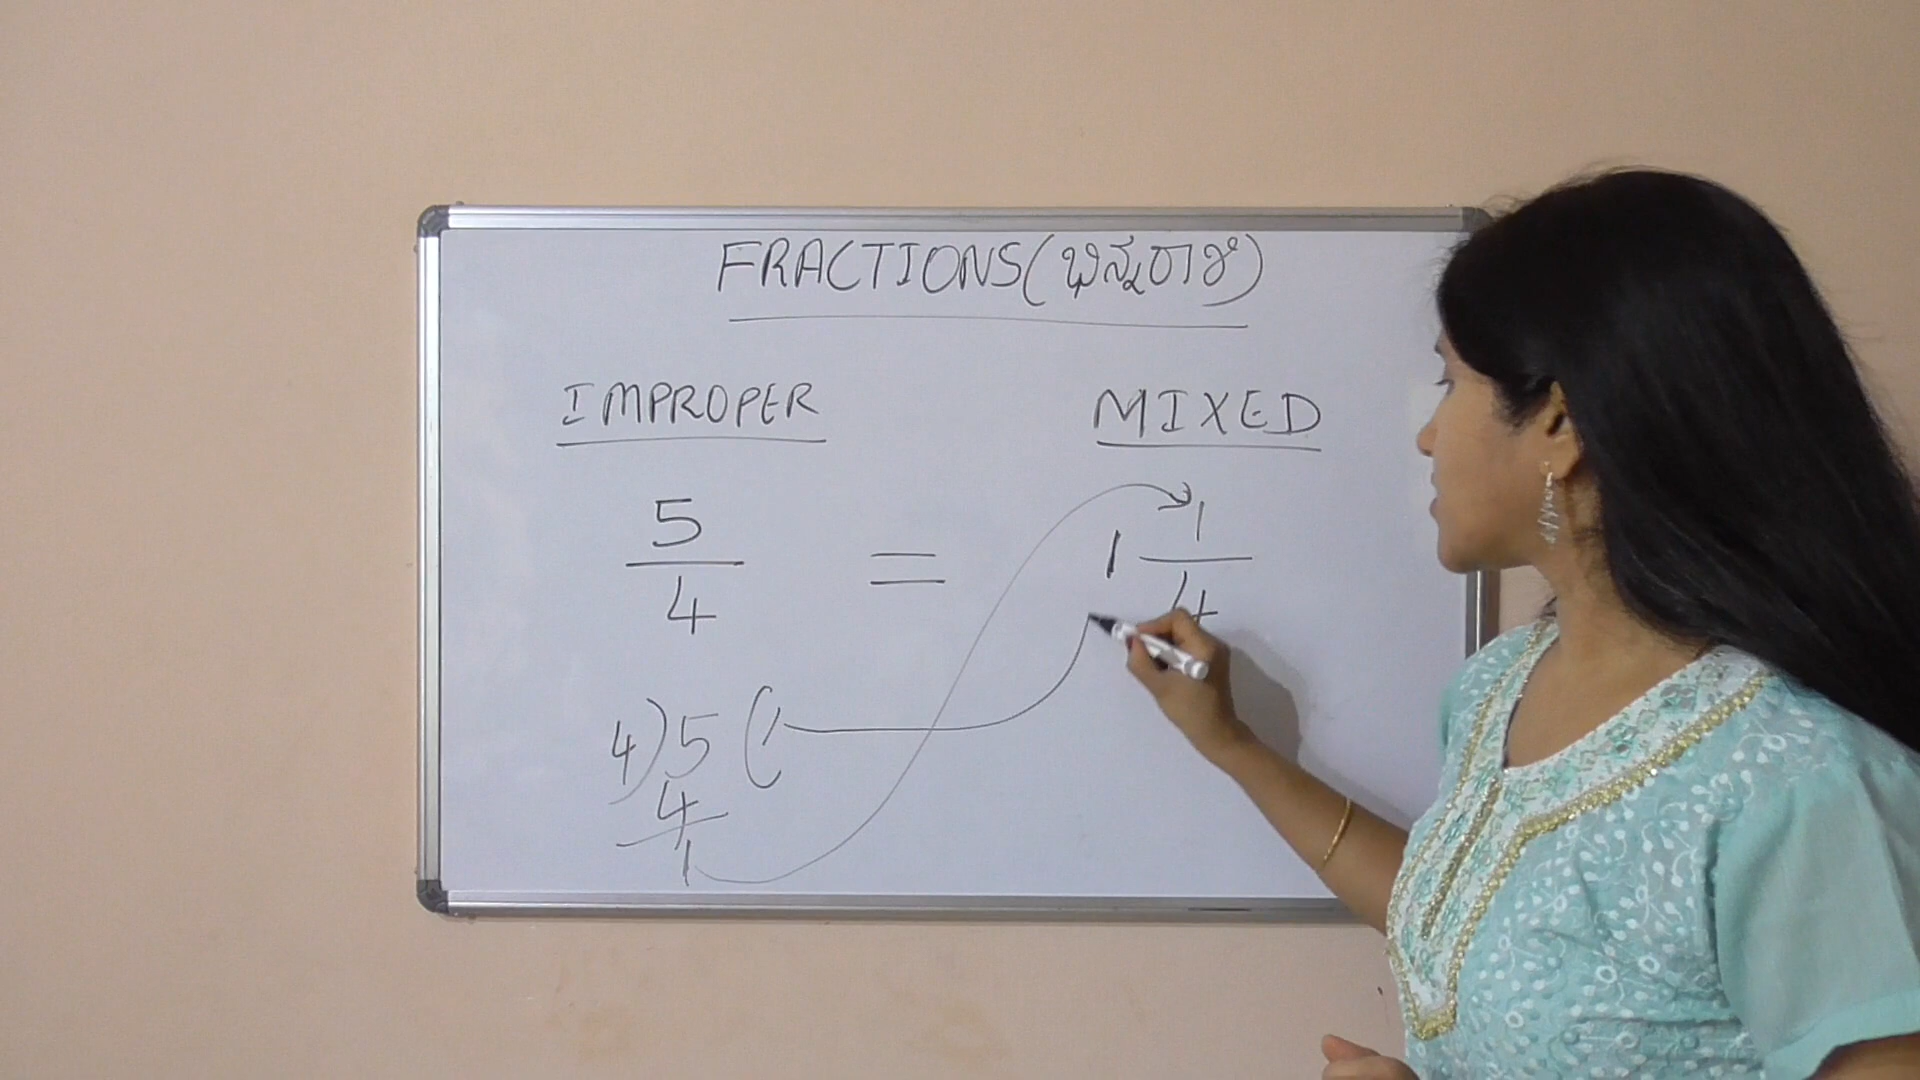 FRACTIONS (ಭಿನ್ನರಾಶಿ)
IMPROPER MIXED
5/4 = 1 1/4
4) 5 (1
4
1